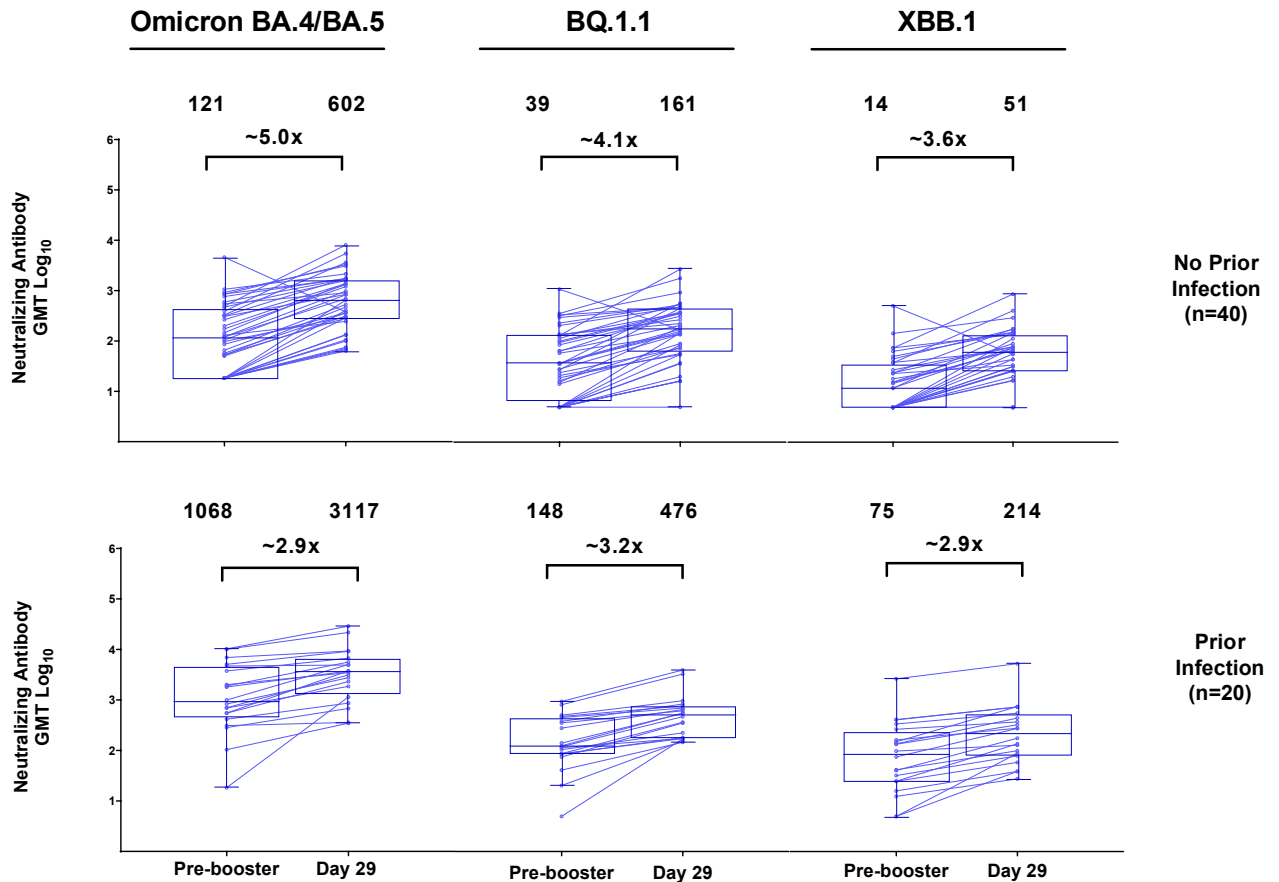 Omicron BA.4/BA.5
BQ.1.1
XBB.1
121
602
39
161
14
51
~5.0x
~4.1x
~3.6x
Neutralizing Antibody
GMT Log₁₀
6
5
4
3
2
1
No Prior
Infection
(n=40)
1068
3117
148
476
75
214
~2.9x
~3.2x
~2.9x
Neutralizing Antibody
GMT Log₁₀
6
5
4
3
2
1
Prior
Infection
(n=20)
Pre-booster
Day 29
Pre-booster
Day 29
Pre-booster
Day 29